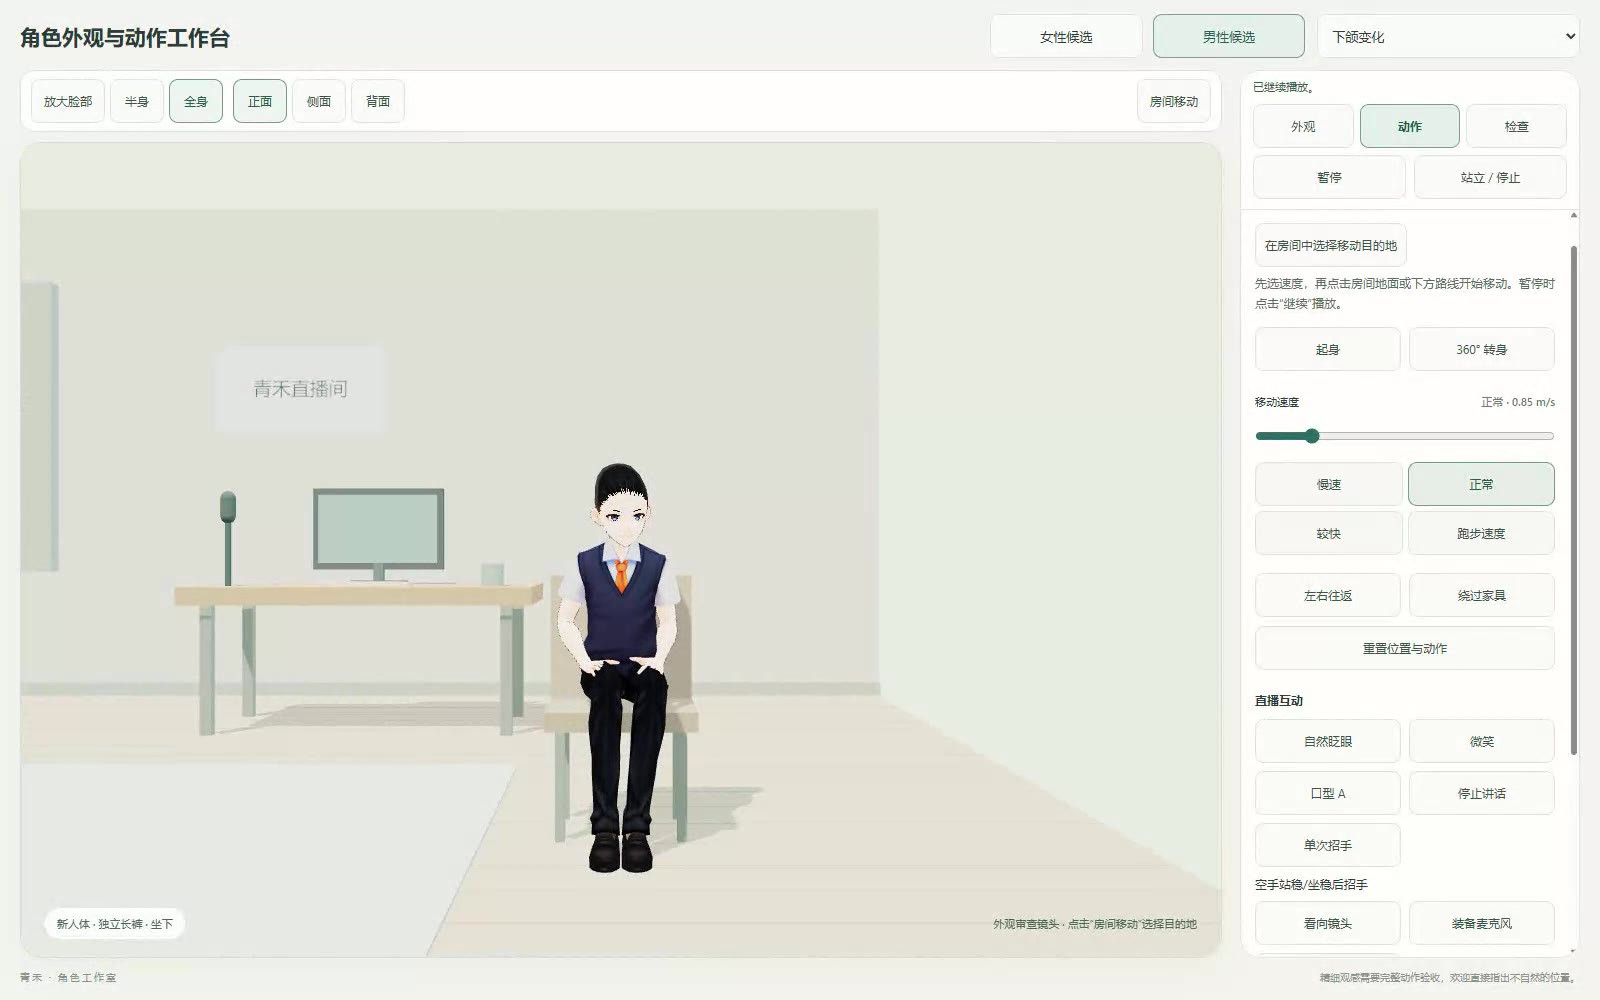 角色外观与动作工作台
女性候选
男性候选
下颌变化
放大脸部
半身
全身
正面
侧面
背面
房间移动
已继续播放。
外观
动作
检查
暂停
站立 / 停止
在房间中选择移动目的地
先选速度，再点击房间地面或下方路线开始移动。暂停时
点击“继续”播放。
起身
360° 转身
移动速度
正常 · 0.85 m/s
慢速
正常
较快
跑步速度
左右往返
绕过家具
重置位置与动作
直播互动
自然眨眼
微笑
口型 A
停止讲话
单次招手
空手站稳/坐稳后招手
看向镜头
装备麦克风
青禾直播间
新人体 · 独立长裤 · 坐下
外观审查镜头 · 点击“房间移动”选择目的地
青禾 · 角色工作室
精细观感需要完整动作验收，欢迎直接指出不自然的位置。